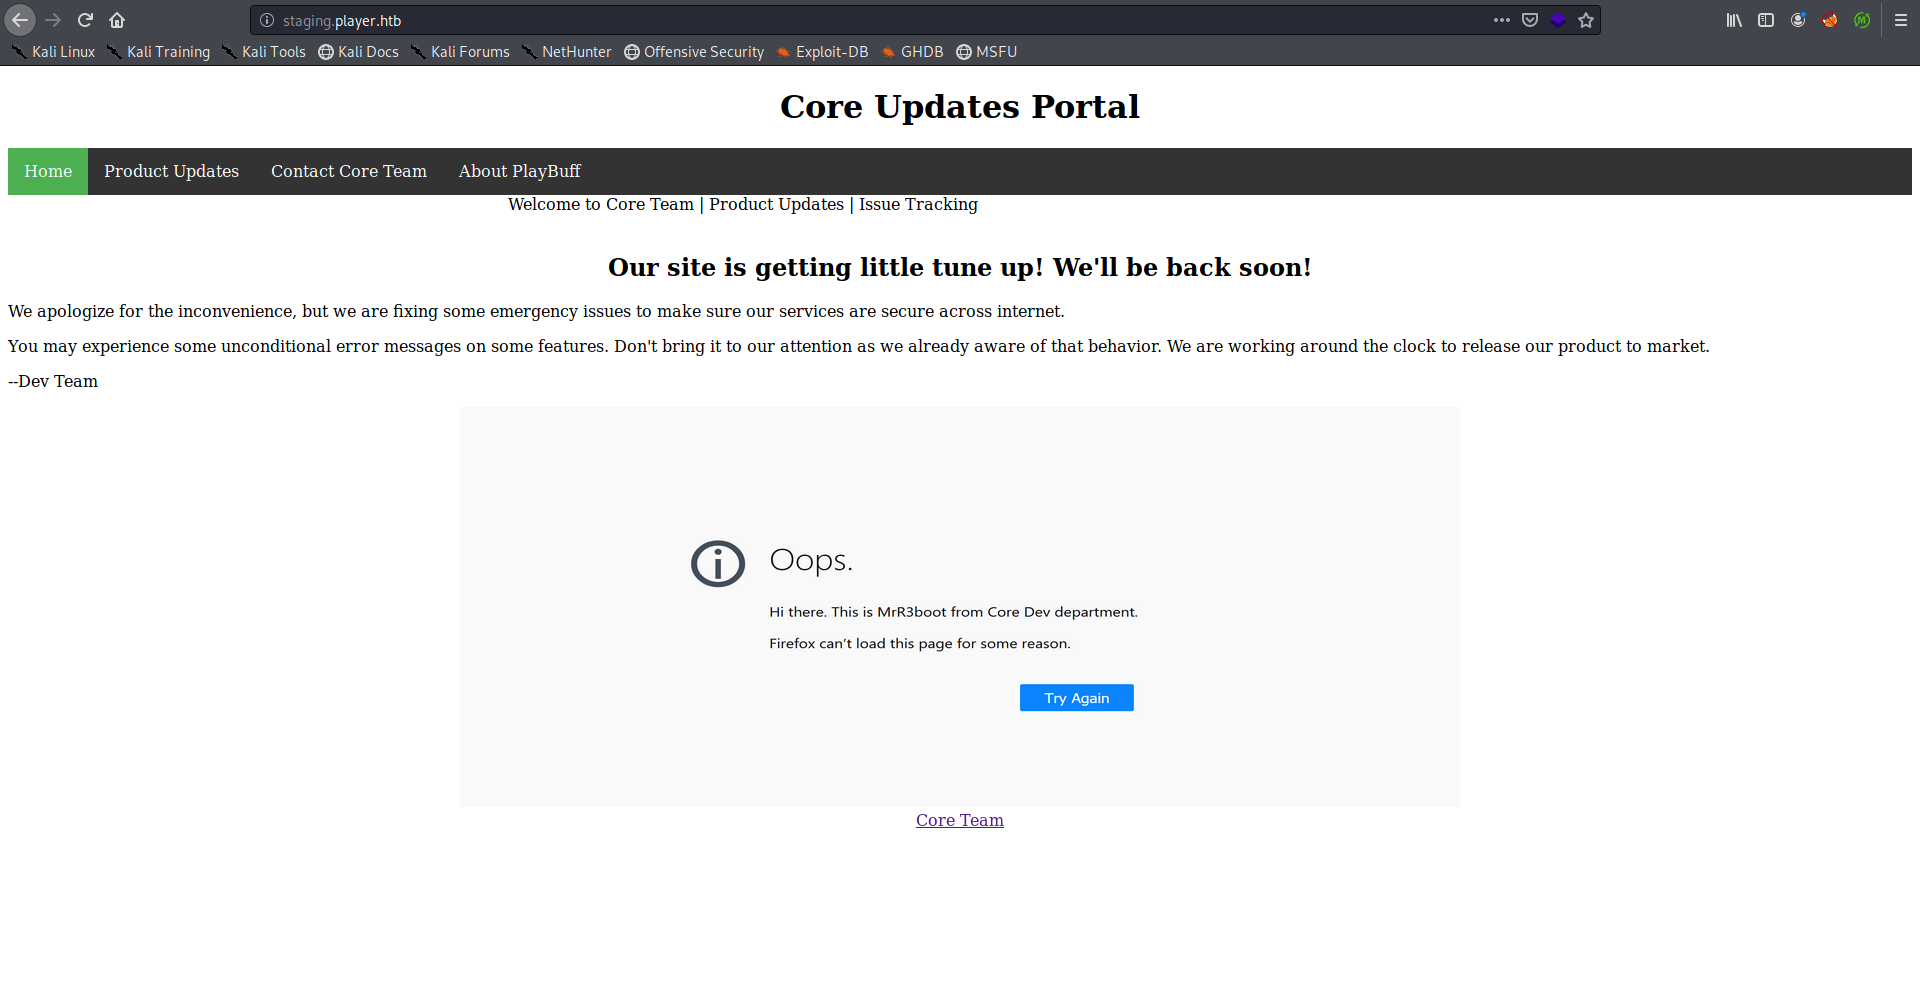 staging.player.htb
Kali Linux Kali Training Kali Tools Kali Docs Kali Forums NetHunter Offensive Security Exploit-DB GHDB MSFU
Core Updates Portal
Home Product Updates Contact Core Team About PlayBuff
Welcome to Core Team | Product Updates | Issue Tracking
Our site is getting little tune up! We'll be back soon!
We apologize for the inconvenience, but we are fixing some emergency issues to make sure our services are secure across internet.
You may experience some unconditional error messages on some features. Don't bring it to our attention as we already aware of that behavior. We are working around the clock to release our product to market.
--Dev Team
Oops.
Hi there. This is MrR3boot from Core Dev department.
Firefox can’t load this page for some reason.
Try Again
Core Team